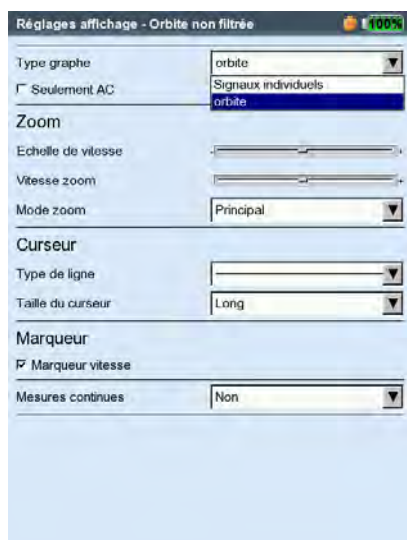 Réglages affichage - Orbite non filtrée 100%
Type graphe orbite
Seulement AC Signaux individuels
orbite
Zoom
Echelle de vitesse - +
Vitesse zoom - +
Mode zoom Principal
Curseur
Type de ligne
Taille du curseur Long
Marqueur
Marqueur vitesse
Mesures continues Non